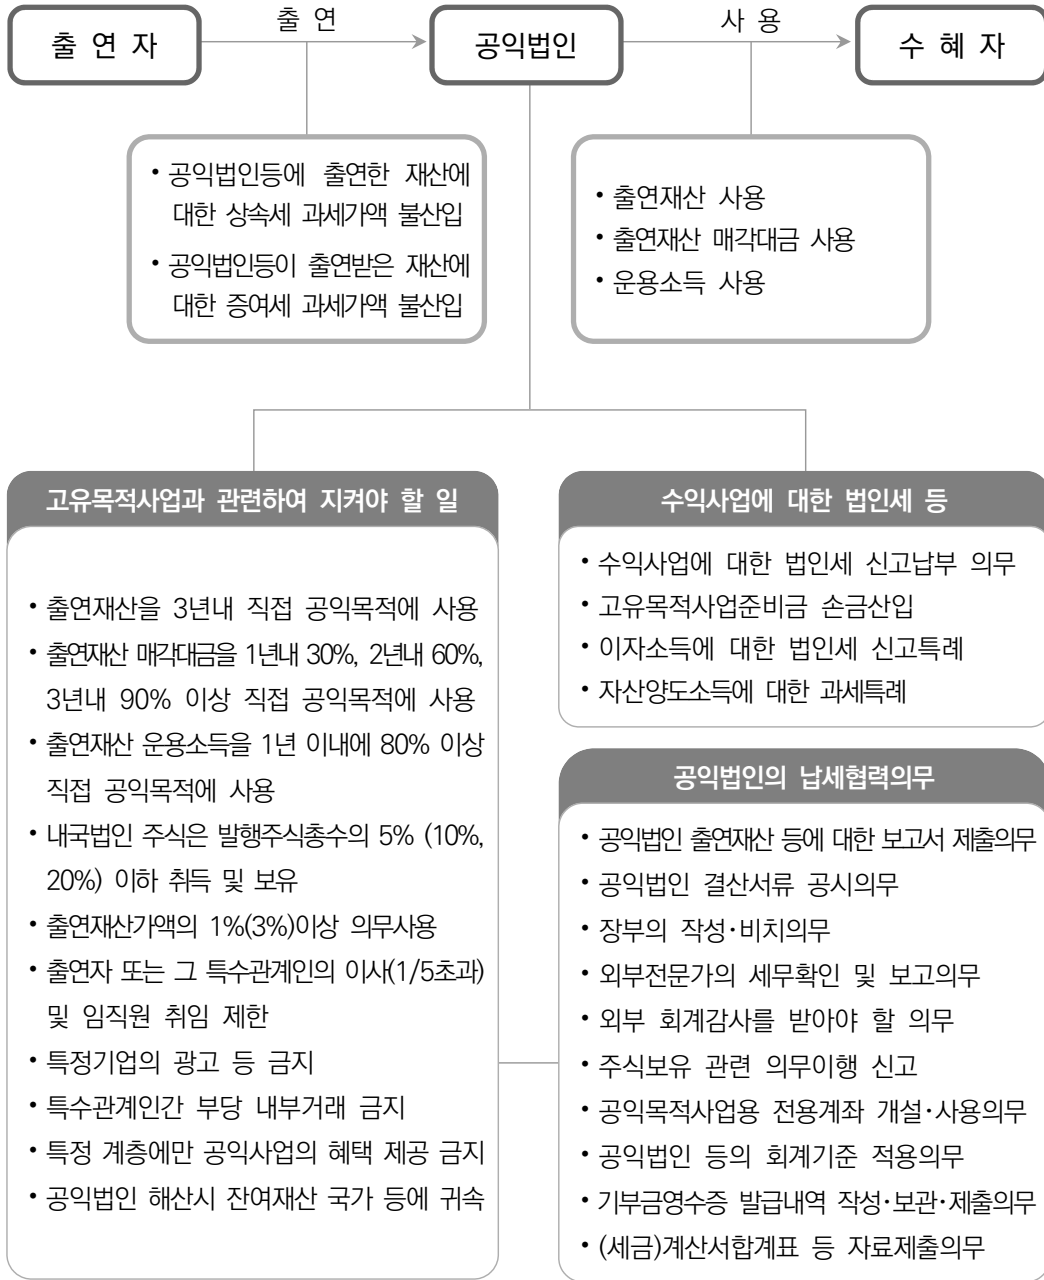 출 연 자
출 연
공익법인
사 용
수 혜 자
• 공익법인등에 출연한 재산에
대한 상속세 과세가액 불산입
• 공익법인등이 출연받은 재산에
대한 증여세 과세가액 불산입
• 출연재산 사용
• 출연재산 매각대금 사용
• 운용소득 사용
고유목적사업과 관련하여 지켜야 할 일
• 출연재산을 3년내 직접 공익목적에 사용
• 출연재산 매각대금을 1년내 30%, 2년내 60%,
3년내 90% 이상 직접 공익목적에 사용
• 출연재산 운용소득을 1년 이내에 80% 이상
직접 공익목적에 사용
• 내국법인 주식은 발행주식총수의 5% (10%,
20%) 이하 취득 및 보유
• 출연재산가액의 1%(3%)이상 의무사용
• 출연자 또는 그 특수관계인의 이사(1/5초과)
및 임직원 취임 제한
• 특정기업의 광고 등 금지
• 특수관계인간 부당 내부거래 금지
• 특정 계층에만 공익사업의 혜택 제공 금지
• 공익법인 해산시 잔여재산 국가 등에 귀속
수익사업에 대한 법인세 등
• 수익사업에 대한 법인세 신고납부 의무
• 고유목적사업준비금 손금산입
• 이자소득에 대한 법인세 신고특례
• 자산양도소득에 대한 과세특례
공익법인의 납세협력의무
• 공익법인 출연재산 등에 대한 보고서 제출의무
• 공익법인 결산서류 공시의무
• 장부의 작성·비치의무
• 외부전문가의 세무확인 및 보고의무
• 외부 회계감사를 받아야 할 의무
• 주식보유 관련 의무이행 신고
• 공익목적사업용 전용계좌 개설·사용의무
• 공익법인 등의 회계기준 적용의무
• 기부금영수증 발급내역 작성·보관·제출의무
• (세금)계산서합계표 등 자료제출의무